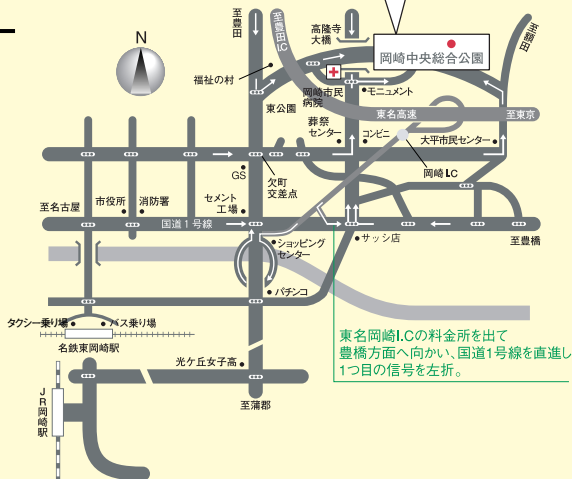 N
至豊田
至豊田I.C
高隆寺
大橋
岡崎中央総合公園
至額田
福祉の村
岡崎市民
病院
モニュメント
東公園
東名高速
至東京
葬祭
センター
コンビニ
大平市民センター
GS
欠町
交差点
岡崎 I.C
至名古屋
市役所
消防署
セメント
工場
国道1号線
ショッピング
センター
サッシ店
至豊橋
パチンコ
タクシー乗り場
バス乗り場
名鉄東岡崎駅
東名岡崎I.Cの料金所を出て
豊橋方面へ向かい、国道1号線を直進し
1つ目の信号を左折。
光ケ丘女子高
JR岡崎駅
至蒲郡